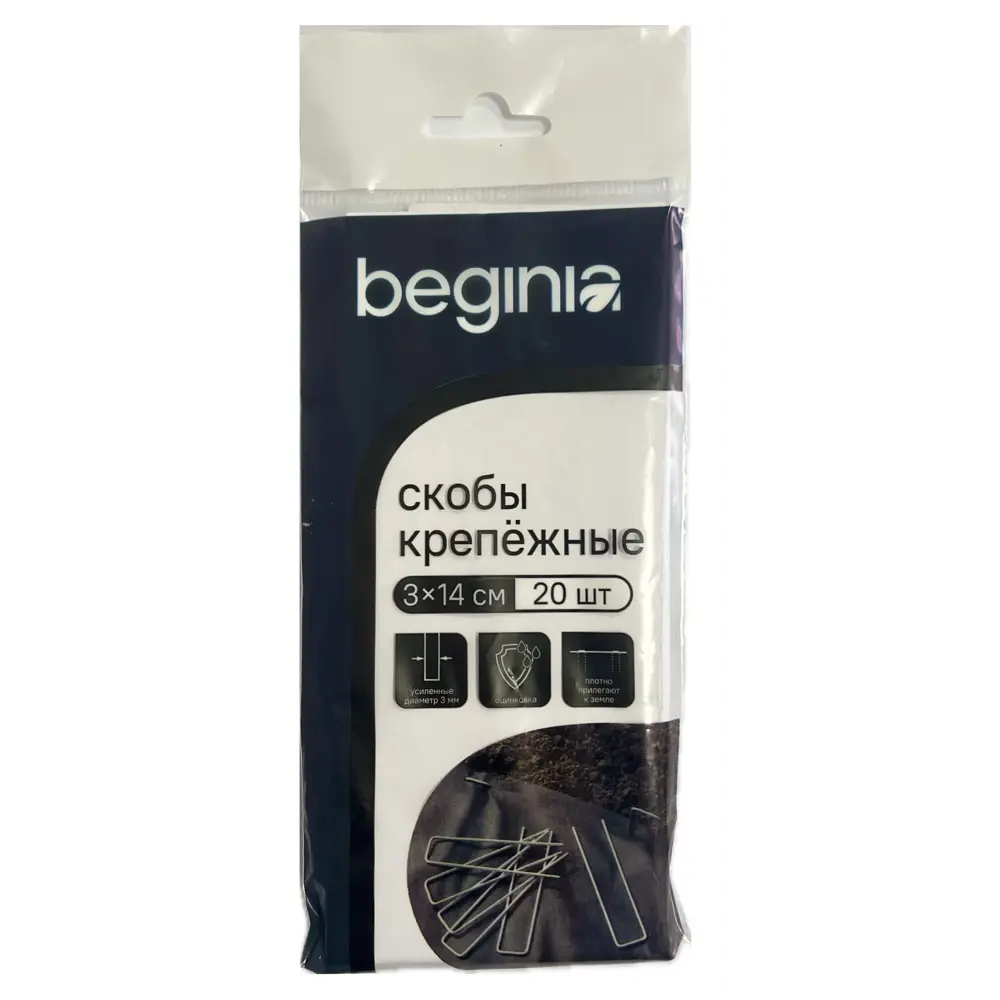 beginia
скобы
крепёжные
3×14 см 20 шт
усиленные
диаметр 3 мм
оцинковка
плотно
прилегают
к земле